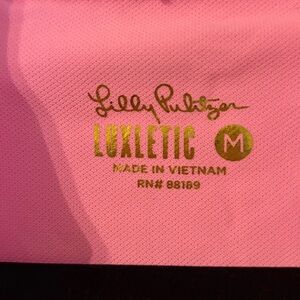 Lilly Pulitzer
LUXLETIC M
MADE IN VIETNAM
RN# 88189